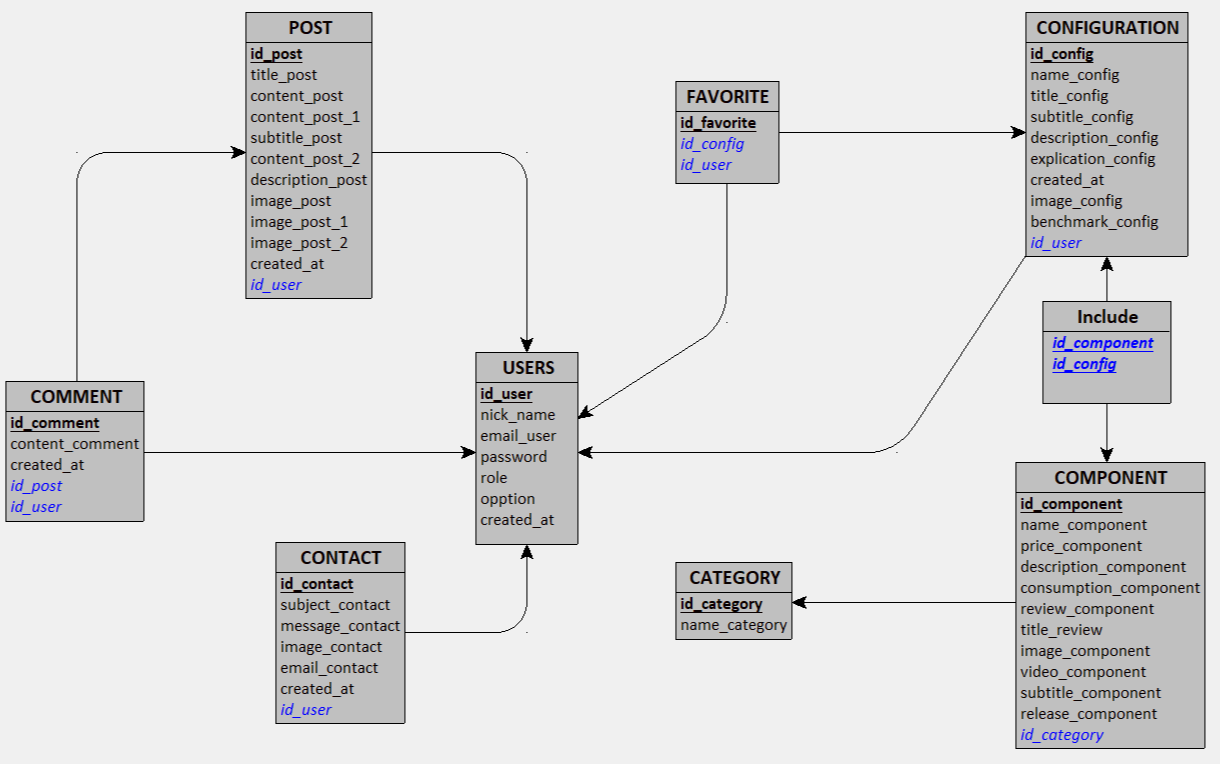 POST
id_post
title_post
content_post
content_post_1
subtitle_post
content_post_2
description_post
image_post
image_post_1
image_post_2
created_at
id_user
FAVORITE
id_favorite
id_config
id_user
CONFIGURATION
id_config
name_config
title_config
subtitle_config
description_config
explication_config
created_at
image_config
benchmark_config
id_user
Include
id_component
id_config
USERS
id_user
nick_name
email_user
password
role
opption
created_at
COMMENT
id_comment
content_comment
created_at
id_post
id_user
CONTACT
id_contact
subject_contact
message_contact
image_contact
email_contact
created_at
id_user
CATEGORY
id_category
name_category
COMPONENT
id_component
name_component
price_component
description_component
consumption_component
review_component
title_review
image_component
video_component
subtitle_component
release_component
id_category